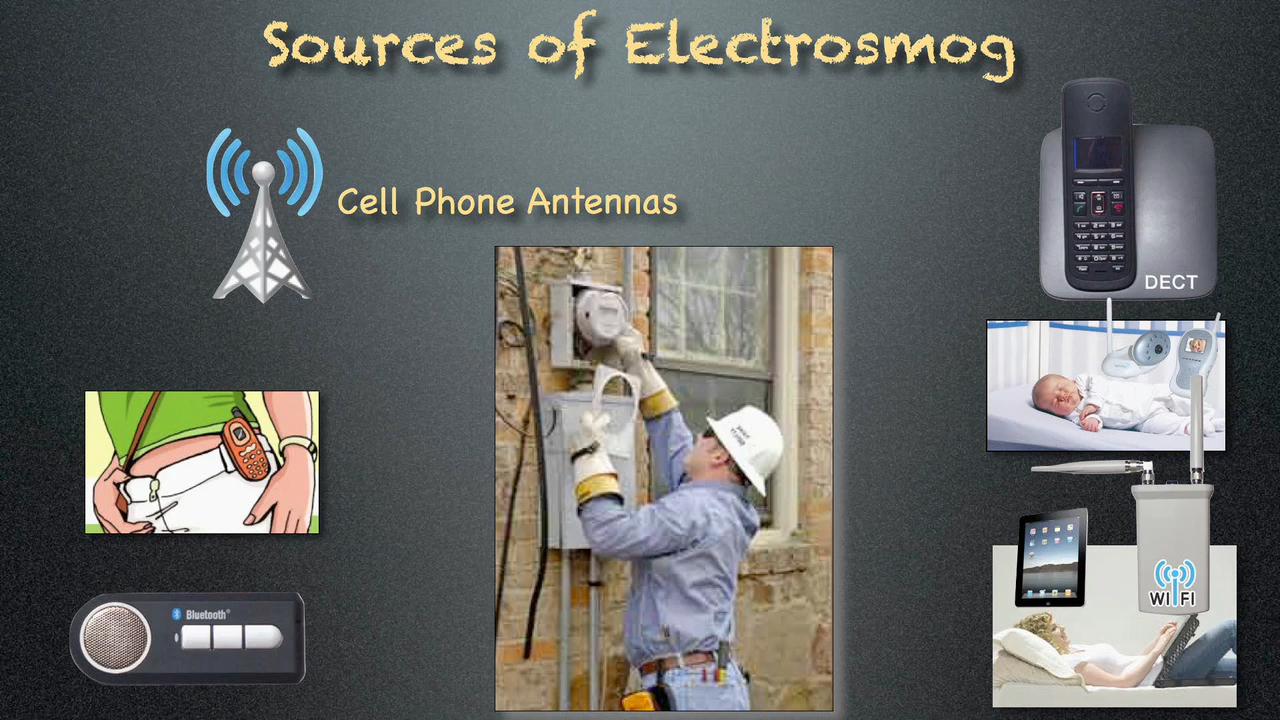 Sources of Electrosmog
Cell Phone Antennas
DECT
Bluetooth®
WI FI